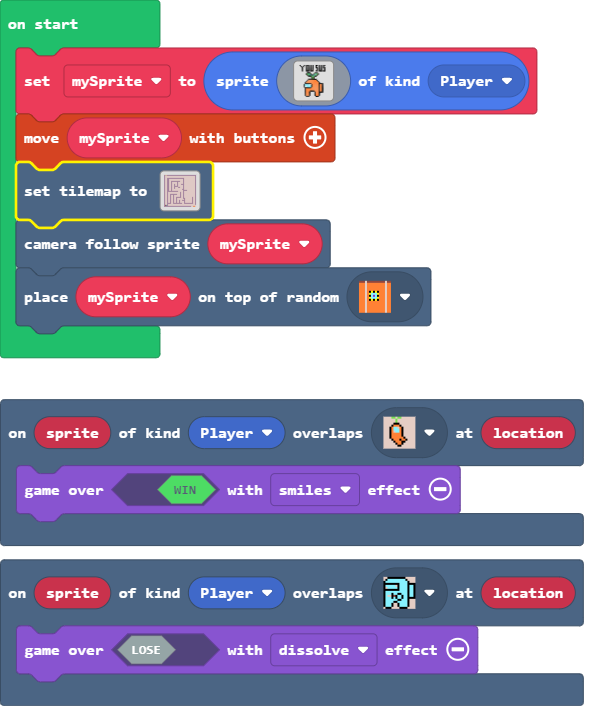 on start
set mySprite to sprite YOU SUS of kind Player
move mySprite with buttons
set tilemap to
camera follow sprite mySprite
place mySprite on top of random
on sprite of kind Player overlaps at location
game over WIN with smiles effect
on sprite of kind Player overlaps at location
game over LOSE with dissolve effect